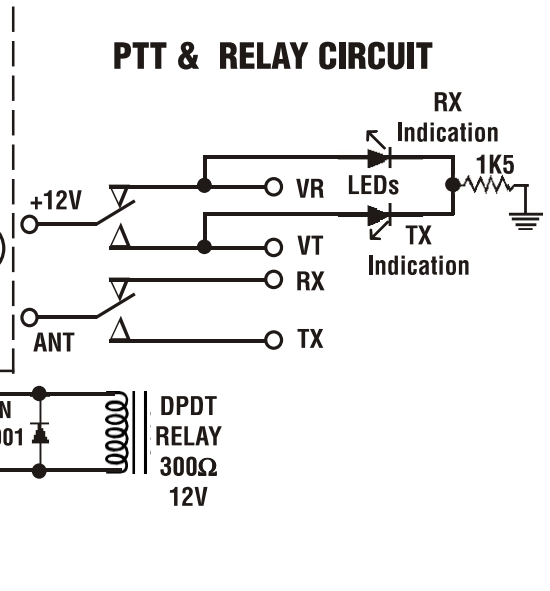 PTT & RELAY CIRCUIT
RX
Indication
1K5
LEDs
+12V
VR
TX
Indication
VT
RX
ANT
TX
N
001
DPDT
RELAY
300Ω
12V